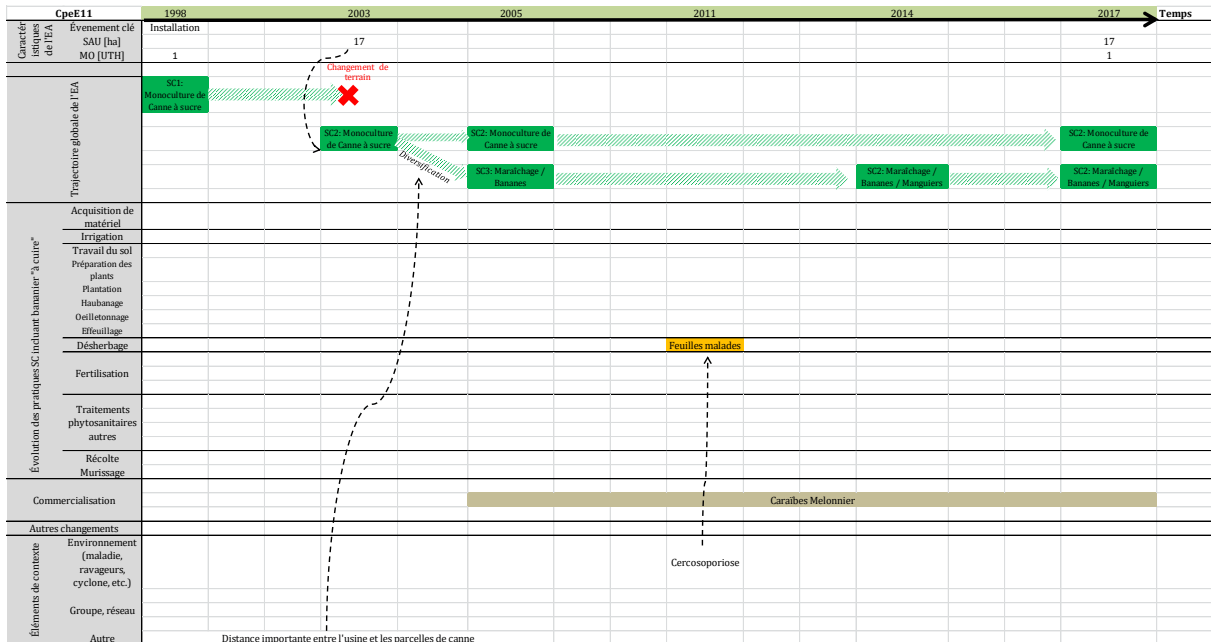 CpeE11 1998 2003 2005 2011 2014 2017 Temps
Caractér
istiques
de l'EA
Évenement clé Installation
SAU [ha] 17 17
MO [UTH] 1 1
Trajectoire globale de l'EA
Changement de
terrain
SC1:
Monoculture de
Canne à sucre
SC2: Monoculture
de Canne à sucre
SC2: Monoculture de
Canne à sucre
SC2: Monoculture de
Canne à sucre
Diversification
SC3: Maraîchage /
Bananes
SC2: Maraîchage /
Bananes / Manguiers
SC2: Maraîchage /
Bananes / Manguiers
Évolution des pratiques SC incluant bananier "à cuire"
Acquisition de
matériel
Irrigation
Travail du sol
Préparation des
plants
Plantation
Haubanage
Oeilletonnage
Effeuillage
Désherbage Feuilles malades
Fertilisation
Traitements
phytosanitaires
autres
Récolte
Murissage
Commercialisation Caraïbes Melonnier
Autres changements
Éléments de contexte
Environnement
(maladie,
ravageurs,
cyclone, etc.)
Cercosoporiose
Groupe, réseau
Autre Distance importante entre l'usine et les parcelles de canne